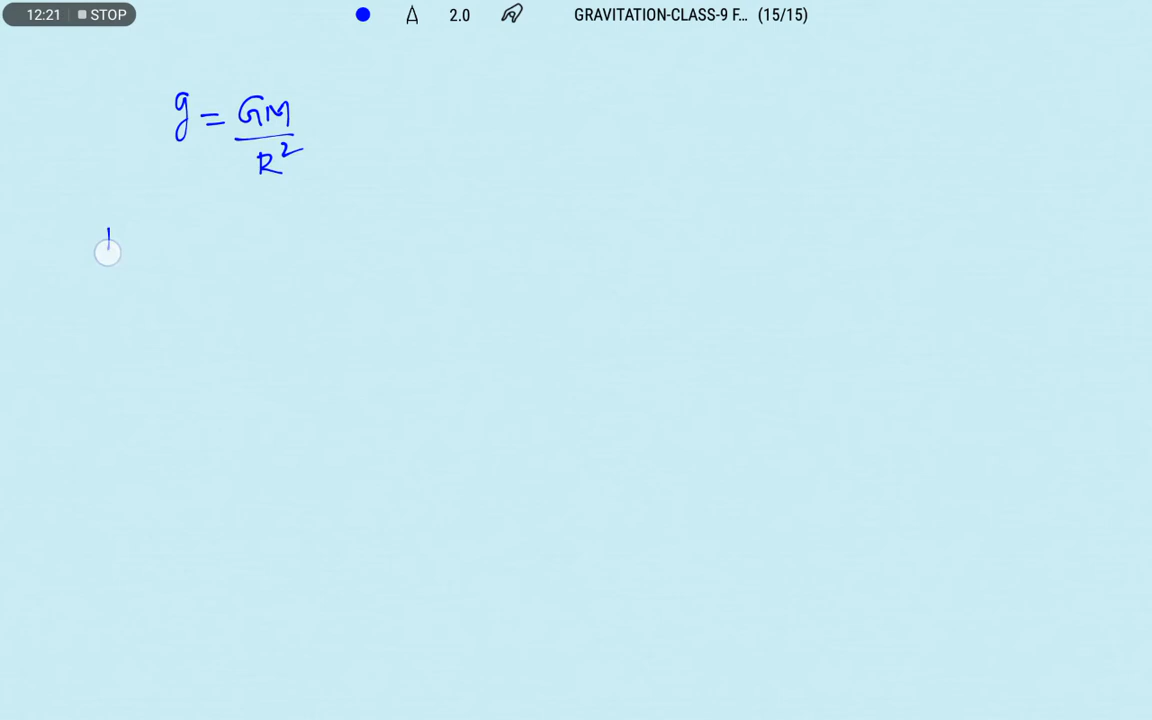 12:21 STOP 2.0 GRAVITATION-CLASS-9 F... (15/15)
g = GM
R²